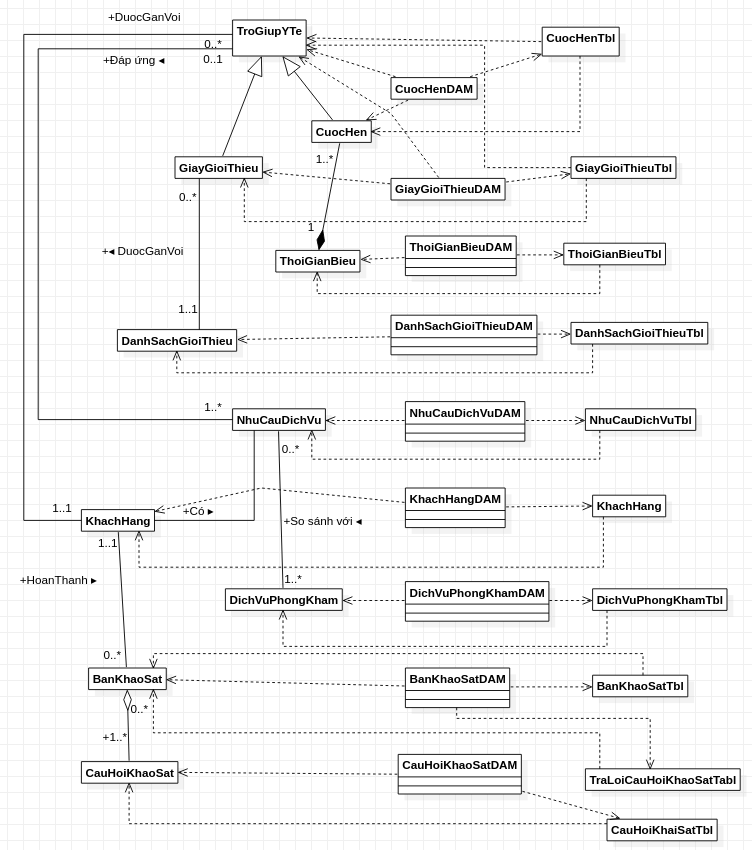 +DuocGanVoi
TroGiupYTe
0..*
0..1
+Đáp ứng ◂
CuocHenTbl
CuocHenDAM
CuocHen
1..*
GiayGioiThieu
GiayGioiThieuDAM
GiayGioiThieuTbl
0..*
1
ThoiGianBieuDAM
+◂ DuocGanVoi
ThoiGianBieu
ThoiGianBieuTbl
1..1
DanhSachGioiThieuDAM
DanhSachGioiThieu
DanhSachGioiThieuTbl
1..*
NhuCauDichVuDAM
NhuCauDichVu
NhuCauDichVuTbl
0..*
KhachHangDAM
KhachHang
1..1
+Có ▸
KhachHang
+So sánh với ◂
1..1
+HoanThanh ▸
1..*
DichVuPhongKhamDAM
DichVuPhongKham
DichVuPhongKhamTbl
0..*
BanKhaoSat
BanKhaoSatDAM
BanKhaoSatTbl
0..*
+1..*
CauHoiKhaoSatDAM
CauHoiKhaoSat
TraLoiCauHoiKhaoSatTabl
CauHoiKhaiSatTbl